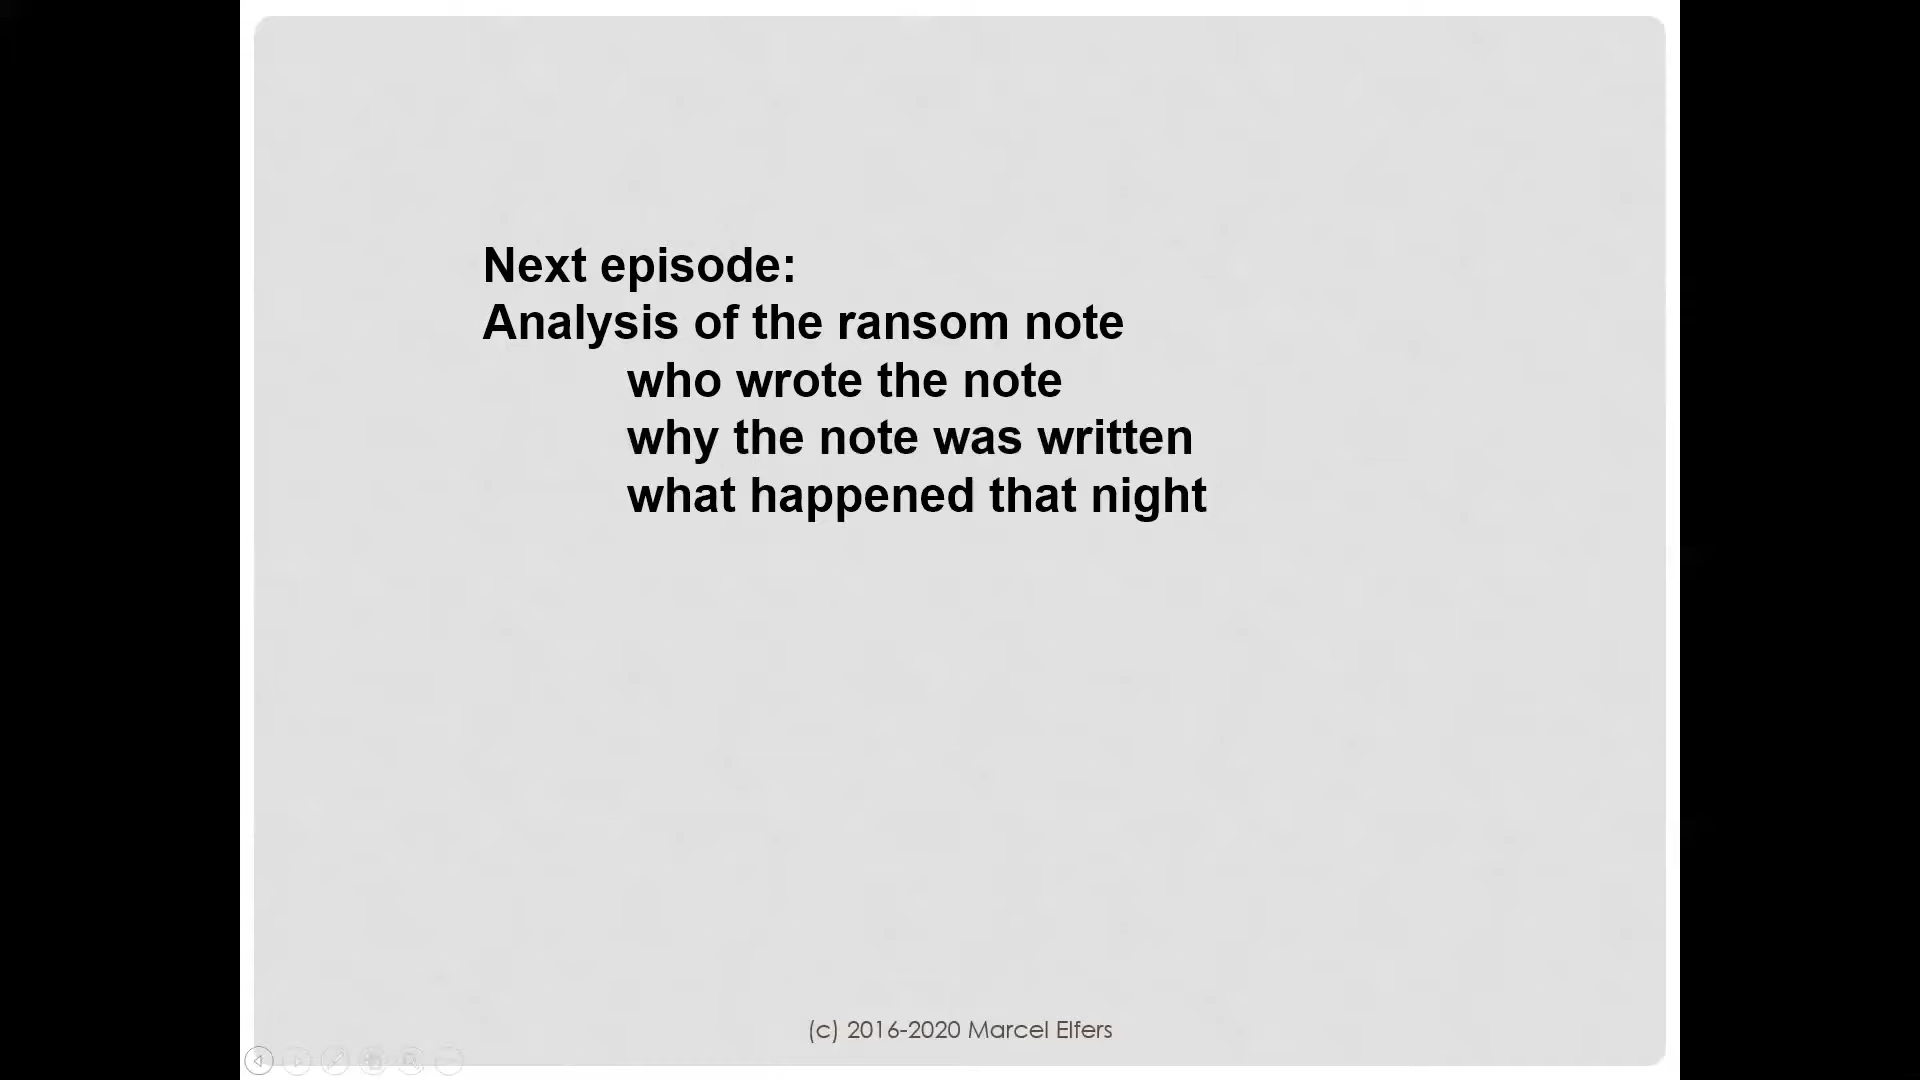 Next episode:
Analysis of the ransom note
who wrote the note
why the note was written
what happened that night
(c) 2016-2020 Marcel Elfers